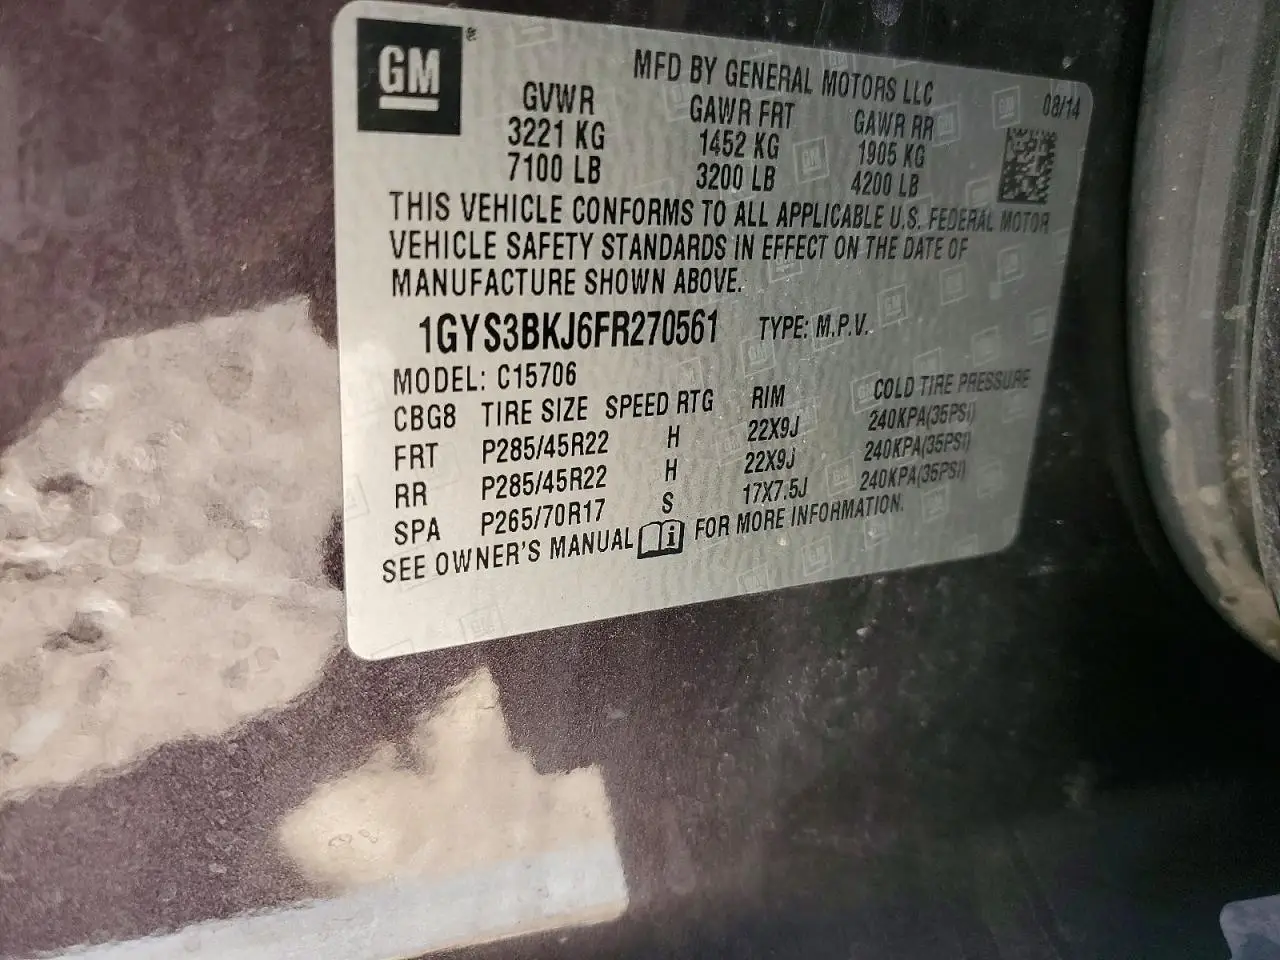 GM
MFD BY GENERAL MOTORS LLC
08/14
GVWR GAWR FRT GAWR RR
3221 KG 1452 KG 1905 KG
7100 LB 3200 LB 4200 LB
THIS VEHICLE CONFORMS TO ALL APPLICABLE U.S. FEDERAL MOTOR
VEHICLE SAFETY STANDARDS IN EFFECT ON THE DATE OF
MANUFACTURE SHOWN ABOVE.
1GYS3BKJ6FR270561 TYPE: M.P.V.
MODEL: C15706
CBG8 TIRE SIZE SPEED RTG RIM COLD TIRE PRESSURE
FRT P285/45R22 H 22X9J 240KPA(35PSI)
RR P285/45R22 H 22X9J 240KPA(35PSI)
SPA P265/70R17 S 17X7.5J 240KPA(35PSI)
SEE OWNER'S MANUAL i FOR MORE INFORMATION.